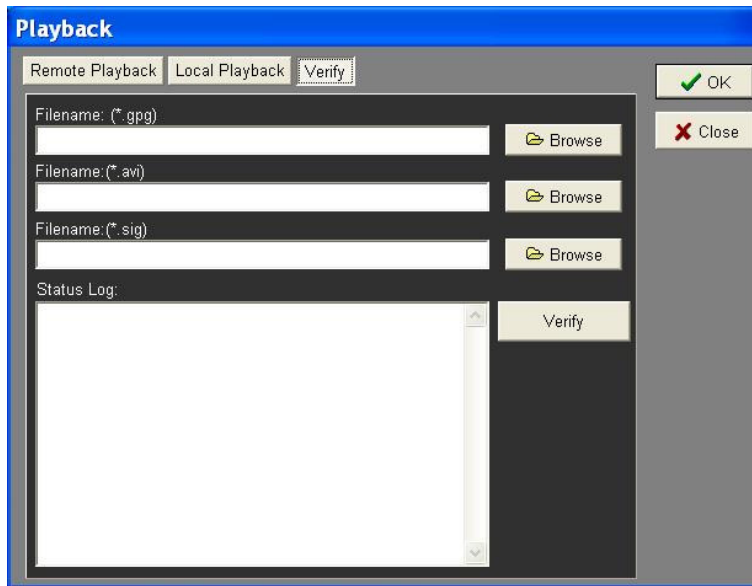 Playback
Remote Playback Local Playback Verify
OK
Filename: (*.gpg)
Close
Browse
Filename:(*.avi)
Browse
Filename:(*.sig)
Browse
Status Log:
Verify